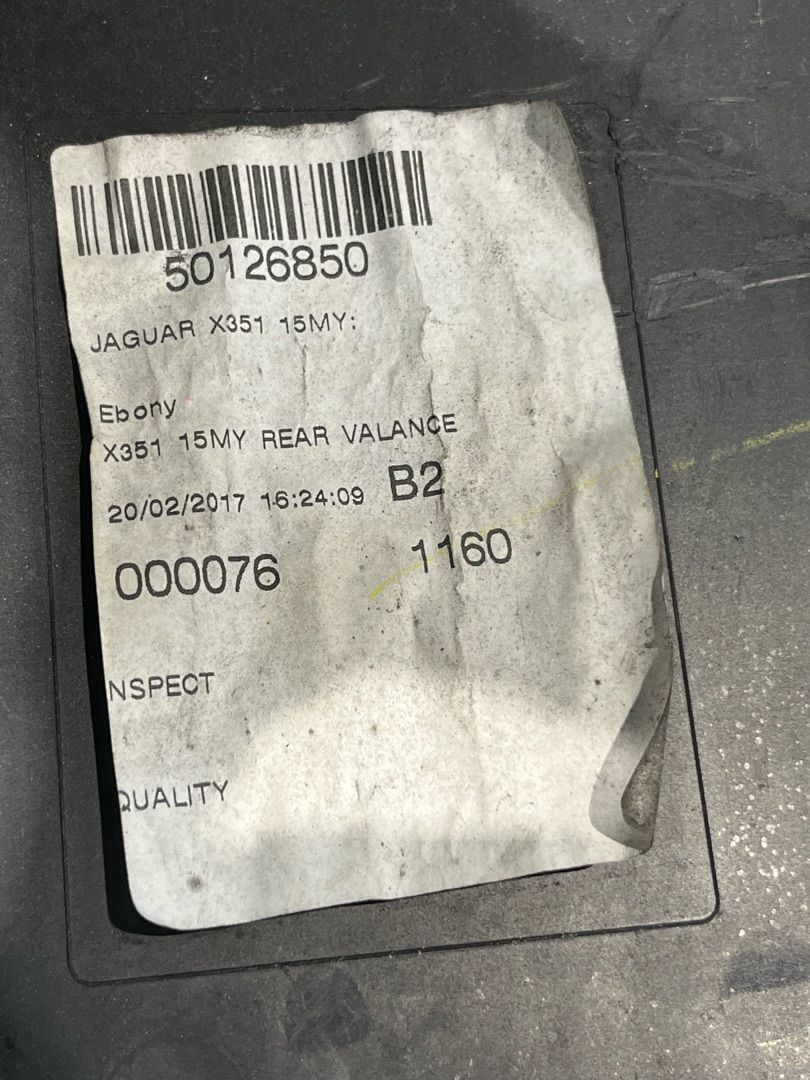 50126850
JAGUAR X351 15MY:
Ebony
X351 15MY REAR VALANCE
20/02/2017 16:24:09 B2
000076 1160
NSPECT
QUALITY